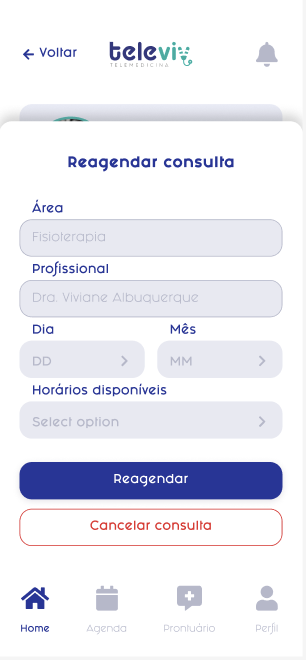 Voltar
televiv
TELEMEDICINA
Reagendar consulta
Área
Fisioterapia
Profissional
Dra. Viviane Albuquerque
Dia
Mês
DD
MM
Horários disponíveis
Select option
Reagendar
Cancelar consulta
Home
Agenda
Prontuário
Perfil